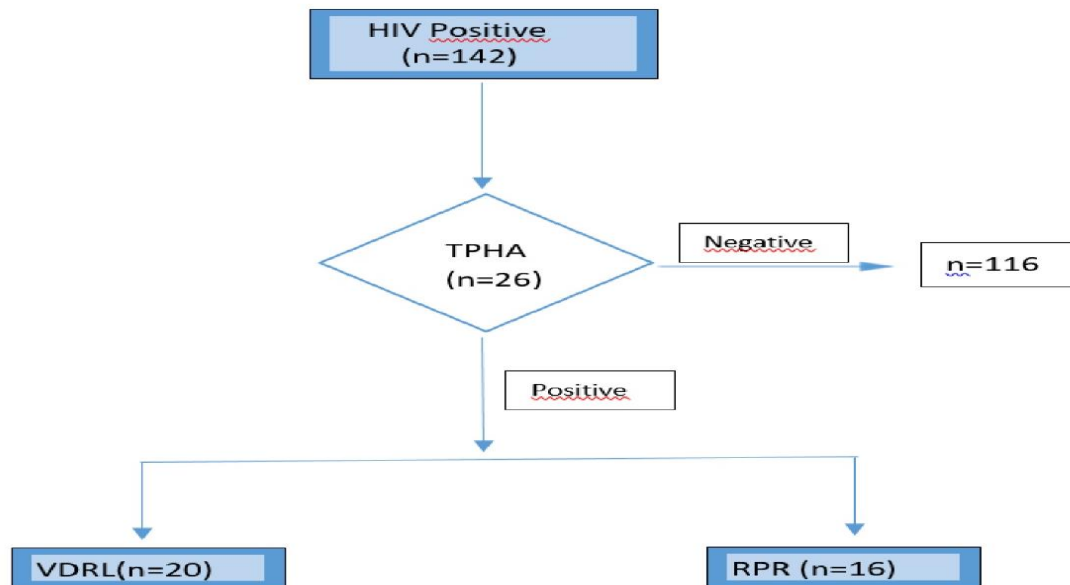 HIV Positive
(n=142)
TPHA
(n=26)
Negative
n=116
Positive
VDRL(n=20)
RPR (n=16)